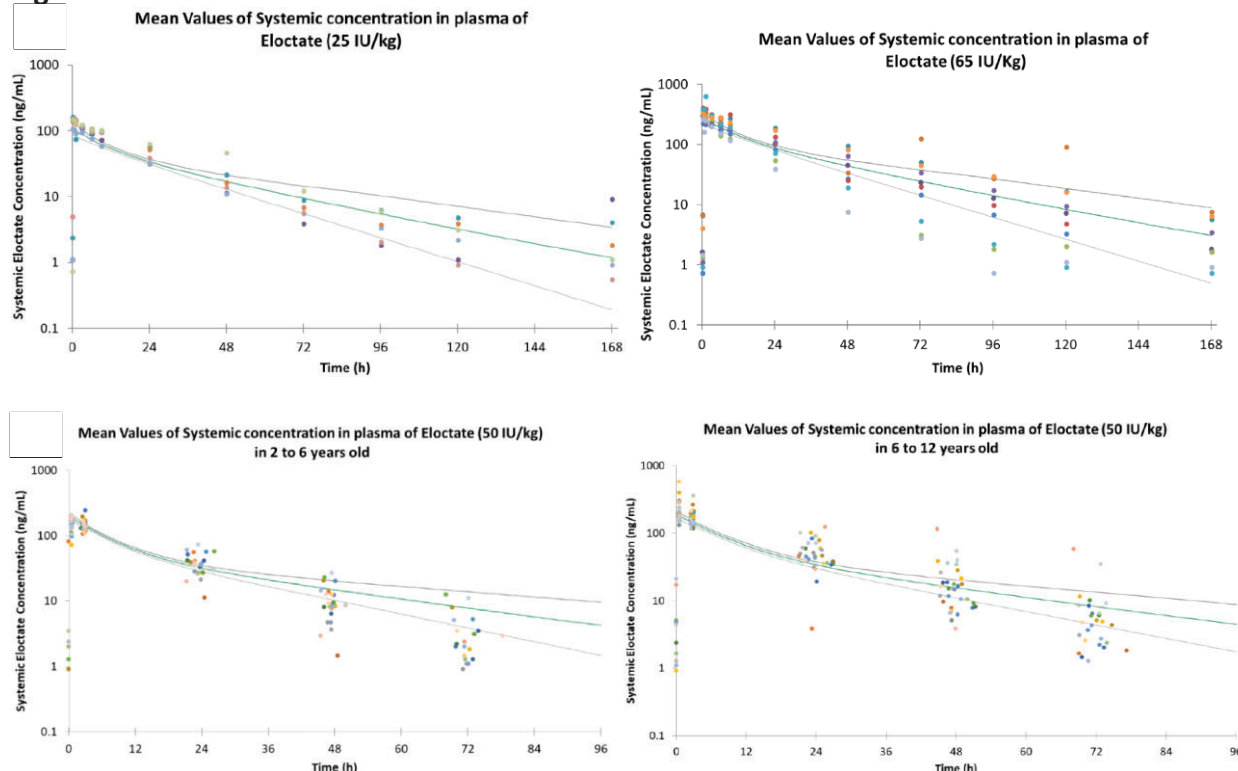 Mean Values of Systemic concentration in plasma of
Eloctate (25 IU/kg)
Systemic Eloctate Concentration (ng/mL)
1000
100
10
1
0.1
0 24 48 72 96 120 144 168
Time (h)
Mean Values of Systemic concentration in plasma of
Eloctate (65 IU/Kg)
Systemic Eloctate Concentration (ng/mL)
1000
100
10
1
0.1
0 24 48 72 96 120 144 168
Time (h)
Mean Values of Systemic concentration in plasma of Eloctate (50 IU/kg)
in 2 to 6 years old
Systemic Eloctate Concentration (ng/mL)
1000
100
10
1
0.1
0 12 24 36 48 60 72 84 96
Time (h)
Mean Values of Systemic concentration in plasma of Eloctate (50 IU/kg)
in 6 to 12 years old
Systemic Eloctate Concentration (ng/mL)
1000
100
10
1
0.1
0 12 24 36 48 60 72 84 96
Time (h)